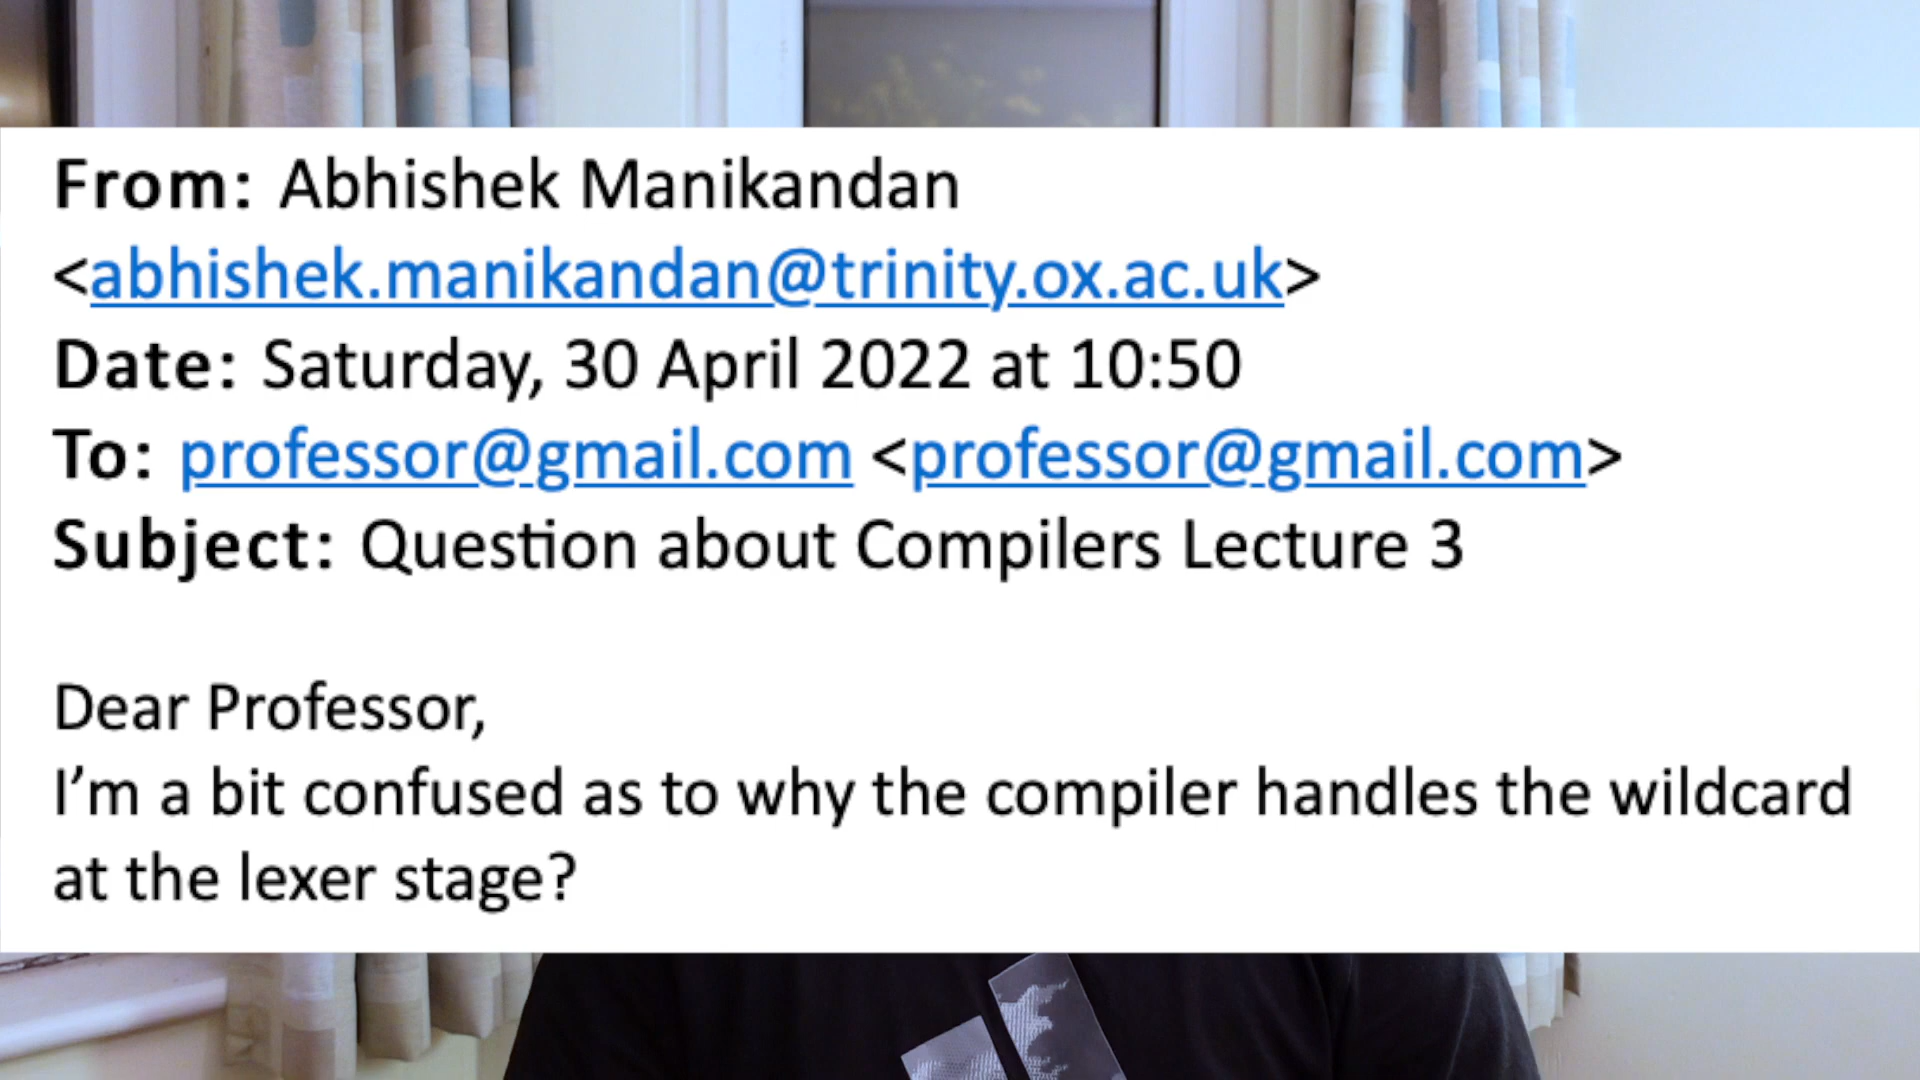 From: Abhishek Manikandan
<abhishek.manikandan@trinity.ox.ac.uk>
Date: Saturday, 30 April 2022 at 10:50
To: professor@gmail.com <professor@gmail.com>
Subject: Question about Compilers Lecture 3
Dear Professor,
I’m a bit confused as to why the compiler handles the wildcard
at the lexer stage?